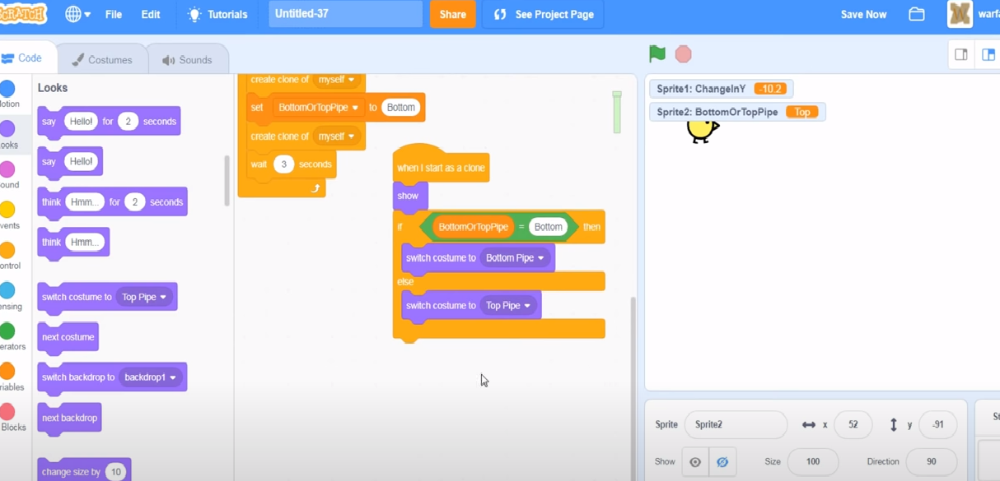 SCRATCH File Edit Tutorials Untitled-37 Share See Project Page Save Now
Code Costumes Sounds
Looks
say Hello! for 2 seconds
say Hello!
think Hmm... for 2 seconds
think Hmm...
switch costume to Top Pipe
next costume
switch backdrop to backdrop1
next backdrop
change size by 10
otion
ooks
ound
vents
ontrol
ensing
erators
riables
Blocks
create clone of myself
set BottomOrTopPipe to Bottom
create clone of myself
wait 3 seconds
when I start as a clone
show
if BottomOrTopPipe = Bottom then
switch costume to Bottom Pipe
else
switch costume to Top Pipe
Sprite1: ChangeInY -10.2
Sprite2: BottomOrTopPipe Top
Sprite Sprite2 x 52 y -91
Show Size 100 Direction 90